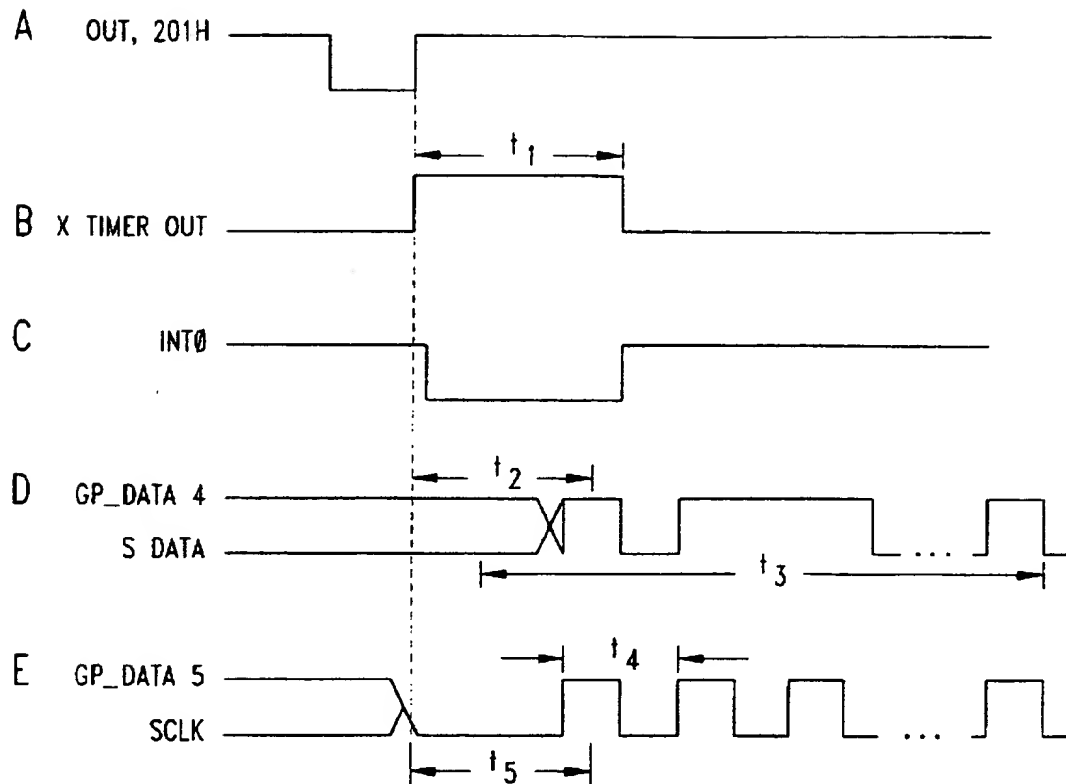 A OUT, 201H
t1
B X TIMER OUT
C INTØ
t2
D GP_DATA 4
S DATA
...
t3
t4
E GP_DATA 5
SCLK
...
t5